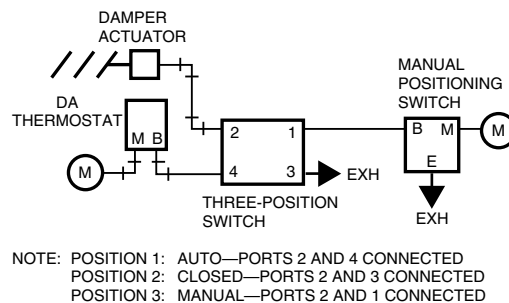 DAMPER
ACTUATOR
DA
THERMOSTAT
M B
M
2 1
4 3
EXH
THREE-POSITION
SWITCH
MANUAL
POSITIONING
SWITCH
B M
E
M
EXH
NOTE: POSITION 1: AUTO—PORTS 2 AND 4 CONNECTED
POSITION 2: CLOSED—PORTS 2 AND 3 CONNECTED
POSITION 3: MANUAL—PORTS 2 AND 1 CONNECTED